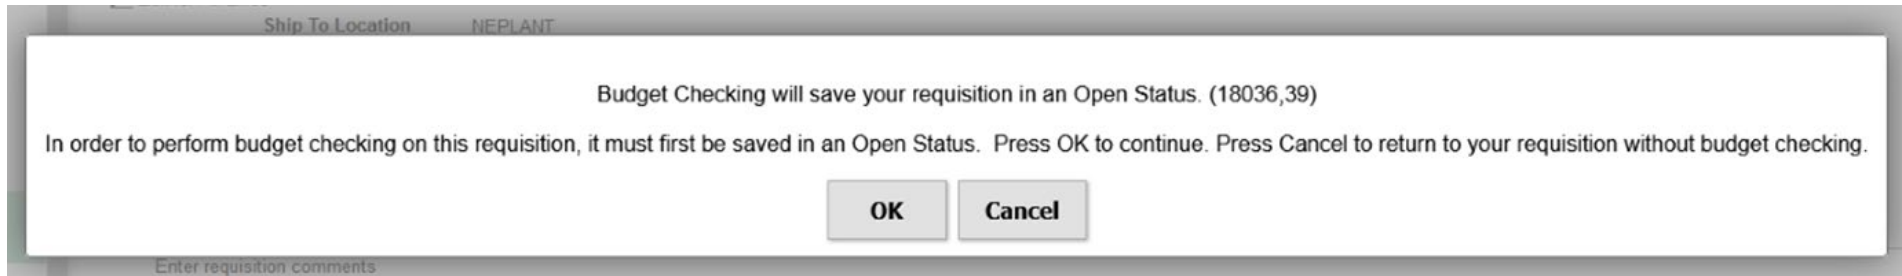 Ship To Location NEPLANT
Budget Checking will save your requisition in an Open Status. (18036,39)
In order to perform budget checking on this requisition, it must first be saved in an Open Status.  Press OK to continue. Press Cancel to return to your requisition without budget checking.
OK Cancel
Enter requisition comments